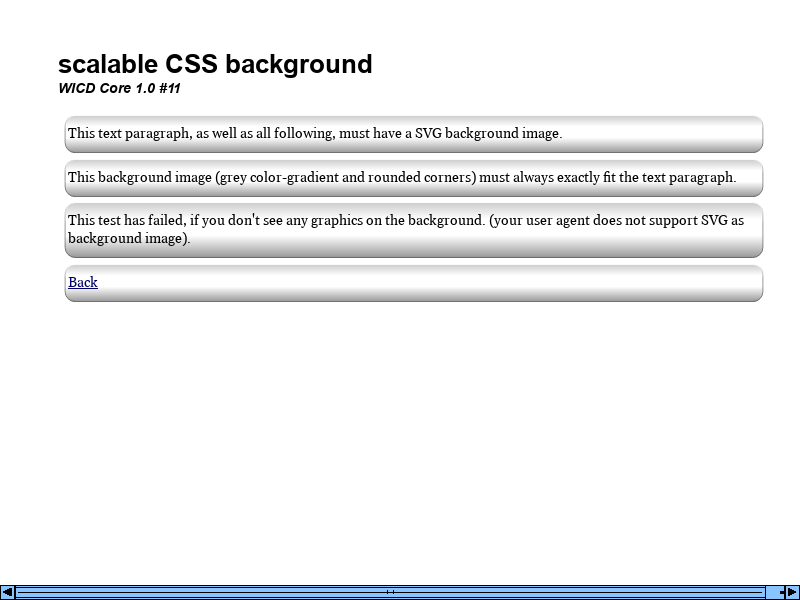 scalable CSS background
WICD Core 1.0 #11
This text paragraph, as well as all following, must have a SVG background image.
This background image (grey color-gradient and rounded corners) must always exactly fit the text paragraph.
This test has failed, if you don't see any graphics on the background. (your user agent does not support SVG as
background image).
Back